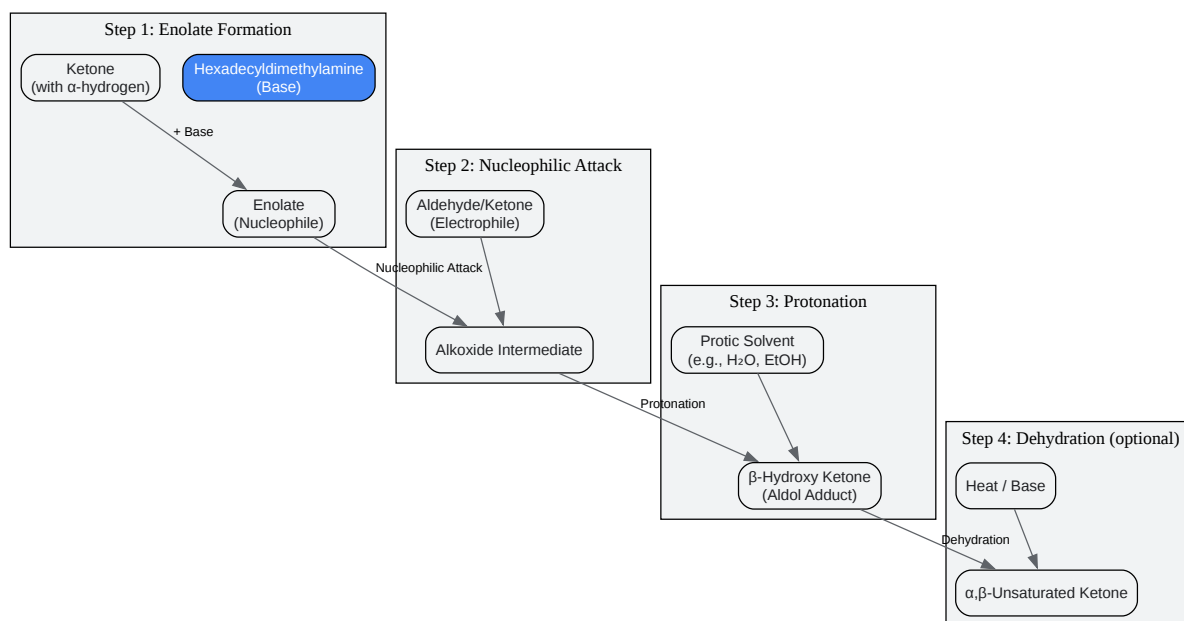 Step 1: Enolate Formation
Ketone
(with α-hydrogen)
Hexadecyldimethylamine
(Base)
+ Base
Enolate
(Nucleophile)
Step 2: Nucleophilic Attack
Aldehyde/Ketone
(Electrophile)
Nucleophilic Attack
Alkoxide Intermediate
Step 3: Protonation
Protic Solvent
(e.g., H₂O, EtOH)
Protonation
β-Hydroxy Ketone
(Aldol Adduct)
Step 4: Dehydration (optional)
Heat / Base
Dehydration
α,β-Unsaturated Ketone